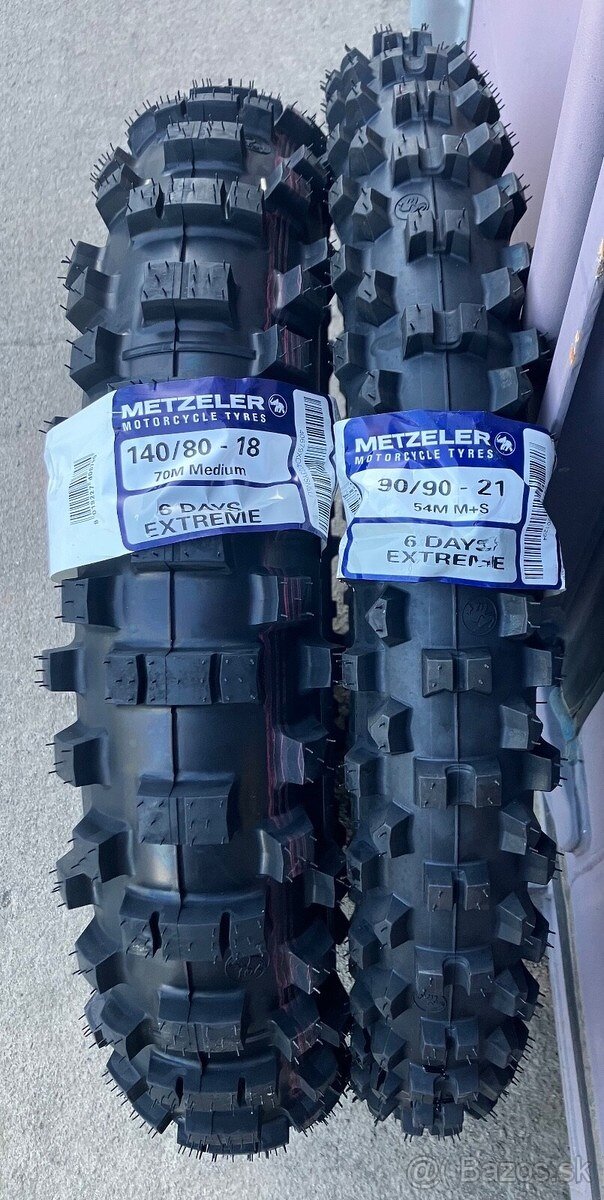 METZELER
MOTORCYCLE TYRES
140/80 - 18
70M Medium
6 DAYS
EXTREME
METZELER
MOTORCYCLE TYRES
90/90 - 21
54M M+S
6 DAYS
EXTREME
Bazos.sk